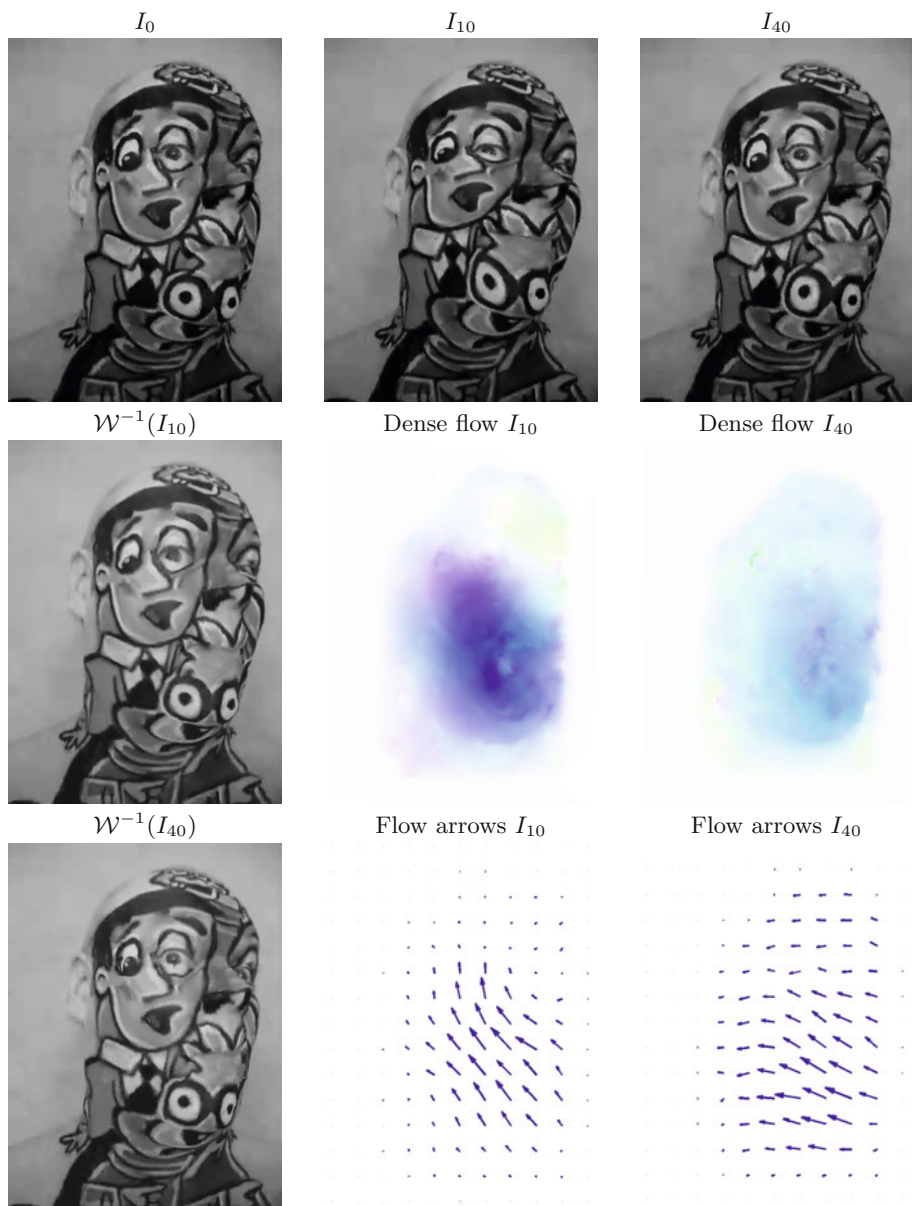 I₀ I₁₀ I₄₀
𝒲⁻¹(I₁₀) Dense flow I₁₀ Dense flow I₄₀
𝒲⁻¹(I₄₀) Flow arrows I₁₀ Flow arrows I₄₀